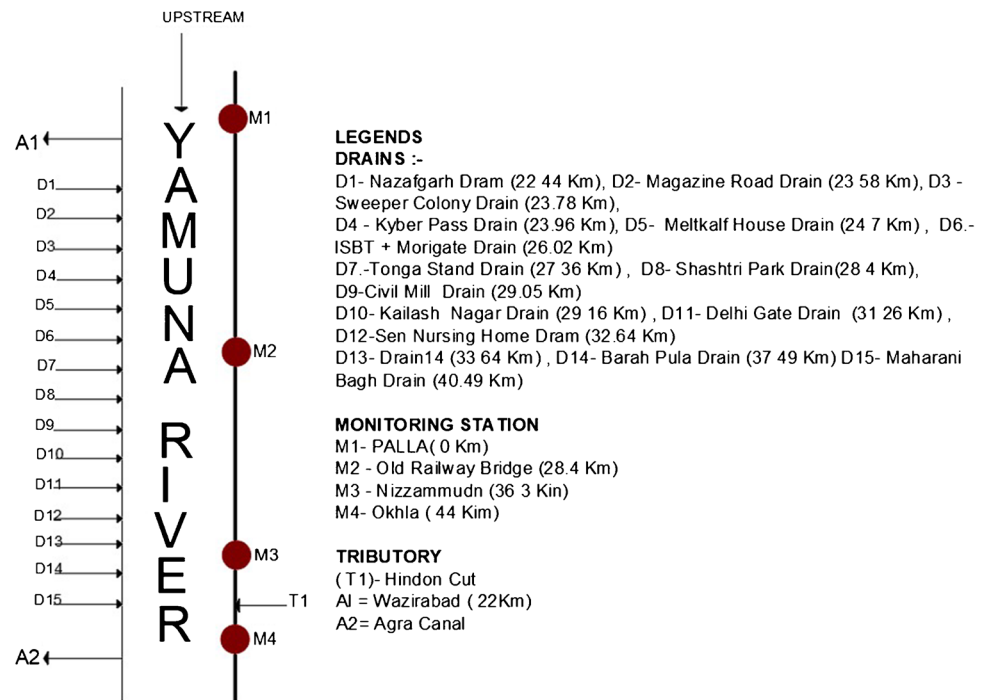 UPSTREAM
M1
A1
D1
D2
D3
D4
D5
D6
D7
D8
D9
D10
D11
D12
D13
D14
D15
A2
YAMUNA RIVER
M2
M3
T1
M4
LEGENDS
DRAINS :-
D1- Nazafgarh Dram (22 44 Km), D2- Magazine Road Drain (23 58 Km), D3 -
Sweeper Colony Drain (23.78 Km),
D4 - Kyber Pass Drain (23.96 Km), D5- Meltkalf House Drain (24 7 Km) , D6.-
ISBT + Morigate Drain (26.02 Km)
D7.-Tonga Stand Drain (27 36 Km) , D8- Shashtri Park Drain(28 4 Km),
D9-Civil Mill Drain (29.05 Km)
D10- Kailash Nagar Drain (29 16 Km) , D11- Delhi Gate Drain (31 26 Km) ,
D12-Sen Nursing Home Dram (32.64 Km)
D13- Drain14 (33 64 Km) , D14- Barah Pula Drain (37 49 Km) D15- Maharani
Bagh Drain (40.49 Km)
MONITORING STATION
M1- PALLA( 0 Km)
M2 - Old Railway Bridge (28.4 Km)
M3 - Nizzammudn (36 3 Kin)
M4- Okhla ( 44 Kim)
TRIBUTORY
( T1)- Hindon Cut
AI = Wazirabad ( 22Km)
A2= Agra Canal